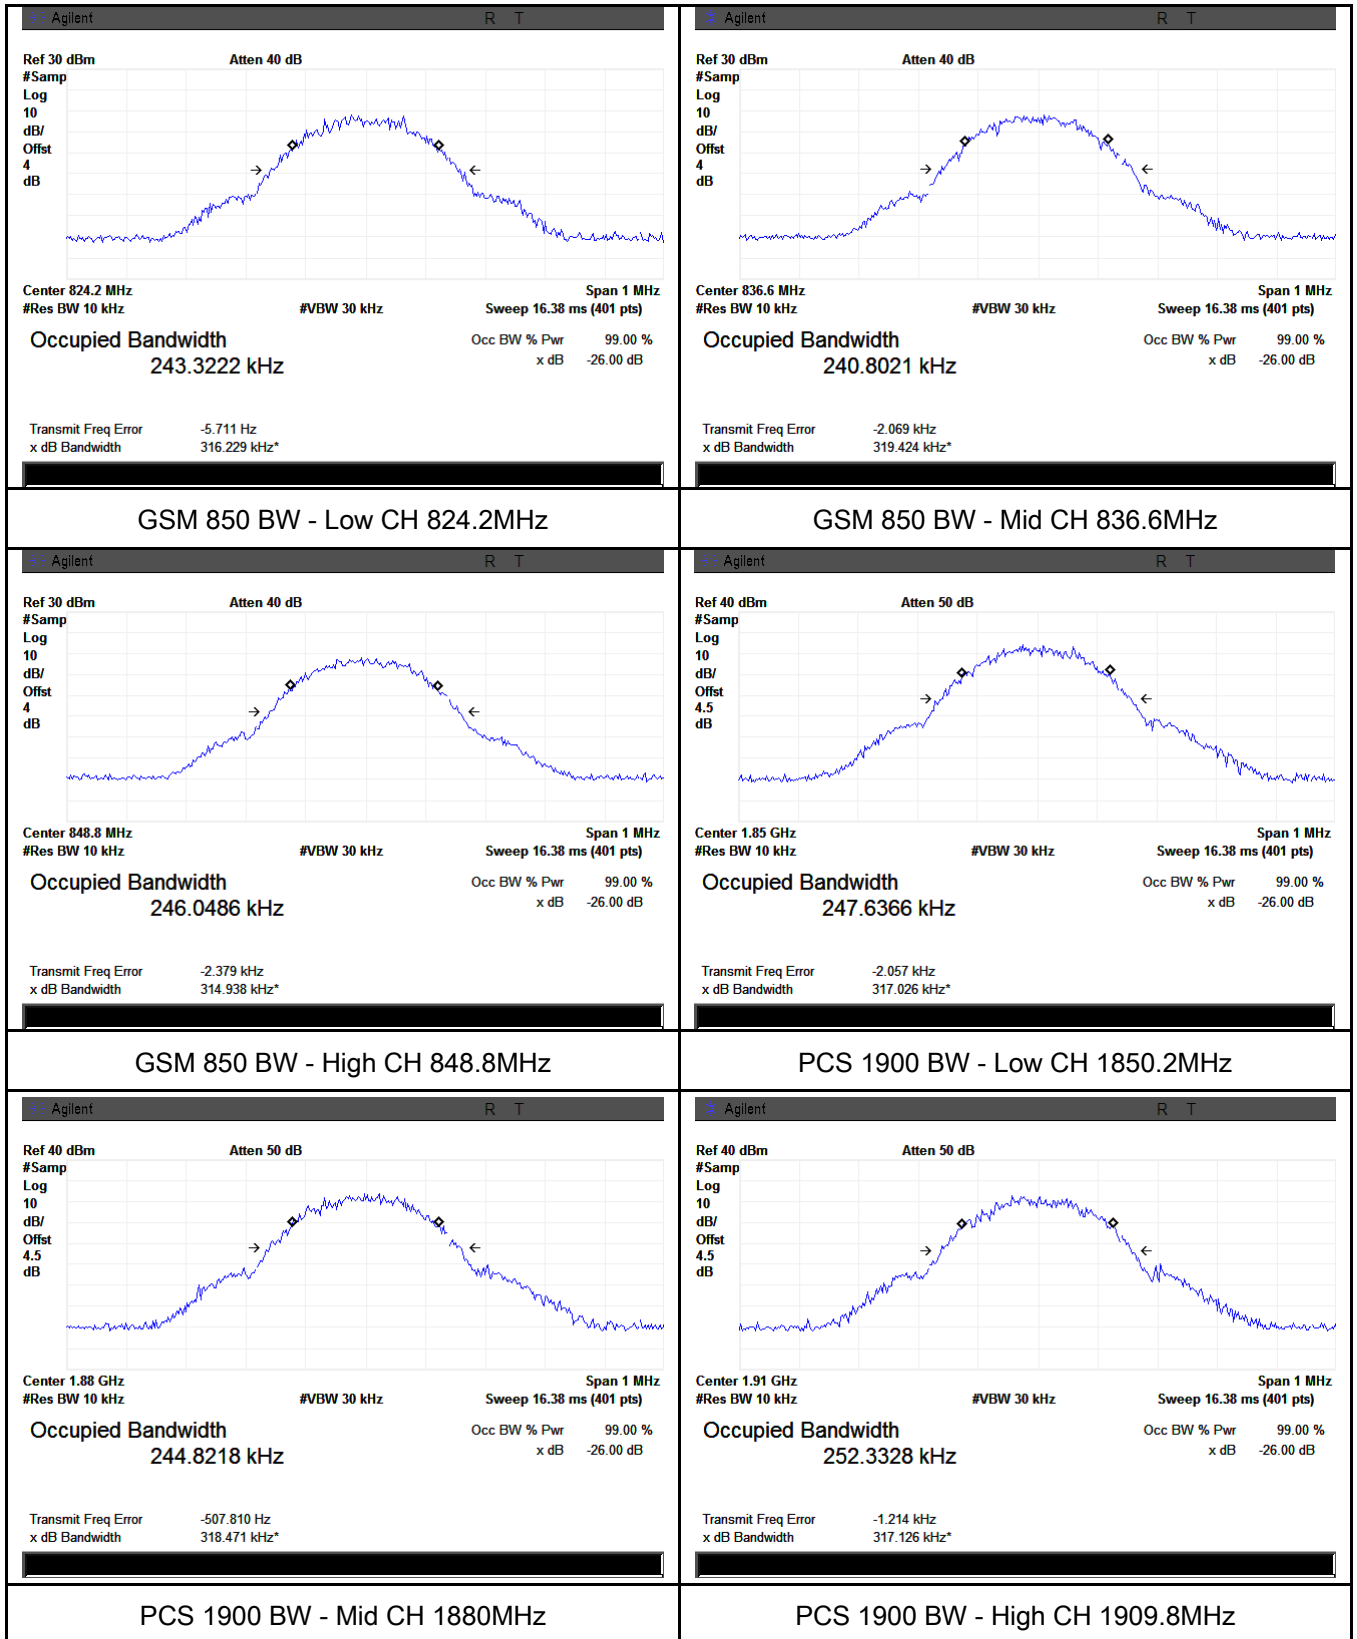 Agilent R T
Ref 30 dBm Atten 40 dB
#Samp
Log
10
dB/
Offst
4
dB
Center 824.2 MHz Span 1 MHz
#Res BW 10 kHz #VBW 30 kHz Sweep 16.38 ms (401 pts)
Occupied Bandwidth Occ BW % Pwr 99.00 %
243.3222 kHz x dB -26.00 dB
Transmit Freq Error -5.711 Hz
x dB Bandwidth 316.229 kHz*
GSM 850 BW - Low CH 824.2MHz
Agilent R T
Ref 30 dBm Atten 40 dB
#Samp
Log
10
dB/
Offst
4
dB
Center 836.6 MHz Span 1 MHz
#Res BW 10 kHz #VBW 30 kHz Sweep 16.38 ms (401 pts)
Occupied Bandwidth Occ BW % Pwr 99.00 %
240.8021 kHz x dB -26.00 dB
Transmit Freq Error -2.069 kHz
x dB Bandwidth 319.424 kHz*
GSM 850 BW - Mid CH 836.6MHz
Agilent R T
Ref 30 dBm Atten 40 dB
#Samp
Log
10
dB/
Offst
4
dB
Center 848.8 MHz Span 1 MHz
#Res BW 10 kHz #VBW 30 kHz Sweep 16.38 ms (401 pts)
Occupied Bandwidth Occ BW % Pwr 99.00 %
246.0486 kHz x dB -26.00 dB
Transmit Freq Error -2.379 kHz
x dB Bandwidth 314.938 kHz*
GSM 850 BW - High CH 848.8MHz
Agilent R T
Ref 40 dBm Atten 50 dB
#Samp
Log
10
dB/
Offst
4.5
dB
Center 1.85 GHz Span 1 MHz
#Res BW 10 kHz #VBW 30 kHz Sweep 16.38 ms (401 pts)
Occupied Bandwidth Occ BW % Pwr 99.00 %
247.6366 kHz x dB -26.00 dB
Transmit Freq Error -2.057 kHz
x dB Bandwidth 317.026 kHz*
PCS 1900 BW - Low CH 1850.2MHz
Agilent R T
Ref 40 dBm Atten 50 dB
#Samp
Log
10
dB/
Offst
4.5
dB
Center 1.88 GHz Span 1 MHz
#Res BW 10 kHz #VBW 30 kHz Sweep 16.38 ms (401 pts)
Occupied Bandwidth Occ BW % Pwr 99.00 %
244.8218 kHz x dB -26.00 dB
Transmit Freq Error -507.810 Hz
x dB Bandwidth 318.471 kHz*
PCS 1900 BW - Mid CH 1880MHz
Agilent R T
Ref 40 dBm Atten 50 dB
#Samp
Log
10
dB/
Offst
4.5
dB
Center 1.91 GHz Span 1 MHz
#Res BW 10 kHz #VBW 30 kHz Sweep 16.38 ms (401 pts)
Occupied Bandwidth Occ BW % Pwr 99.00 %
252.3328 kHz x dB -26.00 dB
Transmit Freq Error -1.214 kHz
x dB Bandwidth 317.126 kHz*
PCS 1900 BW - High CH 1909.8MHz